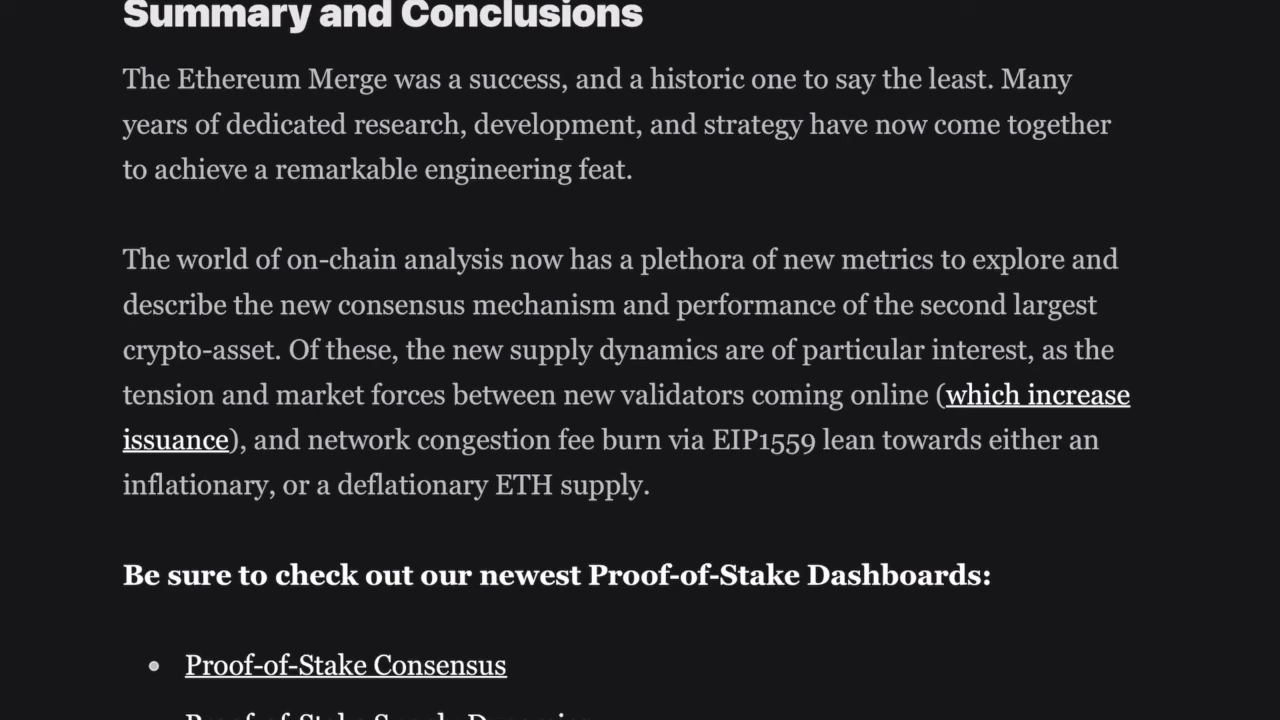 Summary and Conclusions
The Ethereum Merge was a success, and a historic one to say the least. Many
years of dedicated research, development, and strategy have now come together
to achieve a remarkable engineering feat.
The world of on-chain analysis now has a plethora of new metrics to explore and
describe the new consensus mechanism and performance of the second largest
crypto-asset. Of these, the new supply dynamics are of particular interest, as the
tension and market forces between new validators coming online (which increase
issuance), and network congestion fee burn via EIP1559 lean towards either an
inflationary, or a deflationary ETH supply.
Be sure to check out our newest Proof-of-Stake Dashboards:
Proof-of-Stake Consensus
Proof-of-Stake Supply Dynamics